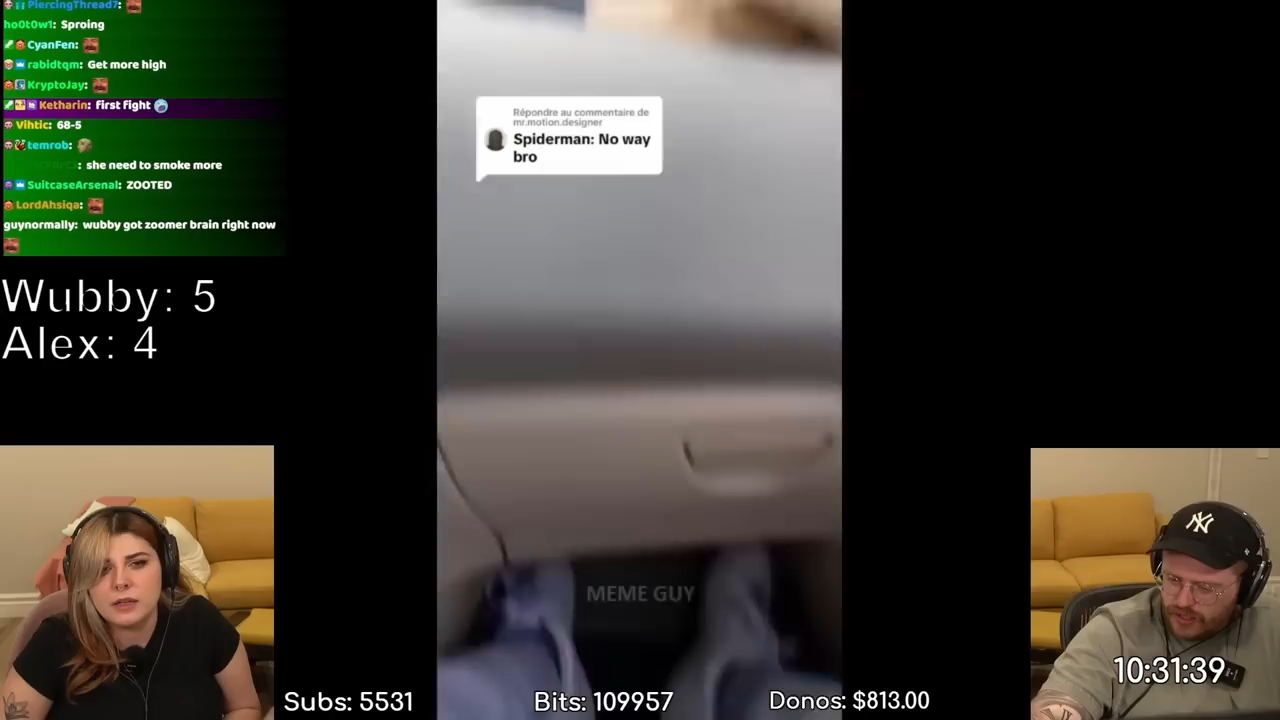 PiercingThread7:
ho0t0w1: Sproing
CyanFen:
rabidtqm: Get more high
KryptoJay:
Ketharin: first fight
Vihtic: 68-5
temrob:
: she need to smoke more
SuitcaseArsenal: ZOOTED
LordAhsiqa:
guynormally: wubby got zoomer brain right now
Wubby: 5
Alex: 4
Répondre au commentaire de
mr.motion.designer
Spiderman: No way
bro
MEME GUY
NY
10:31:39
Subs: 5531
Bits: 109957
Donos: $813.00